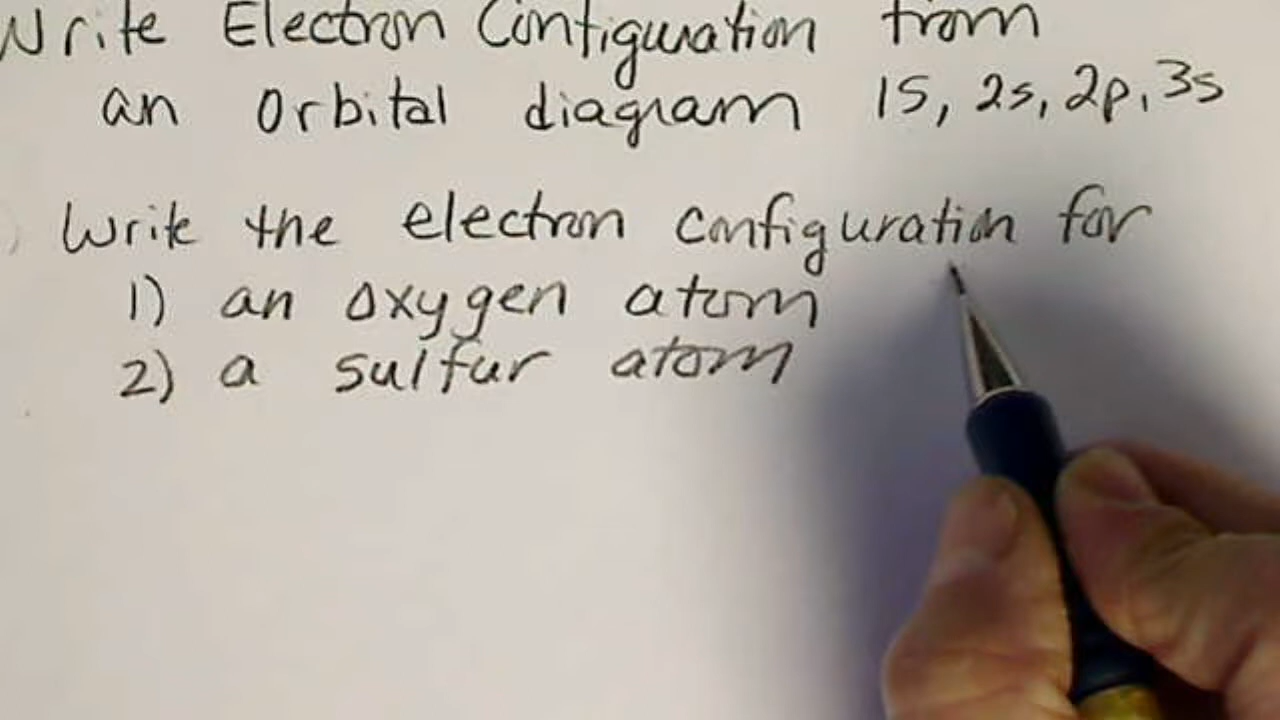 Write Electron Configuration from
an orbital diagram 1s, 2s, 2p, 3s
Write the electron configuration for
1) an oxygen atom
2) a sulfur atom